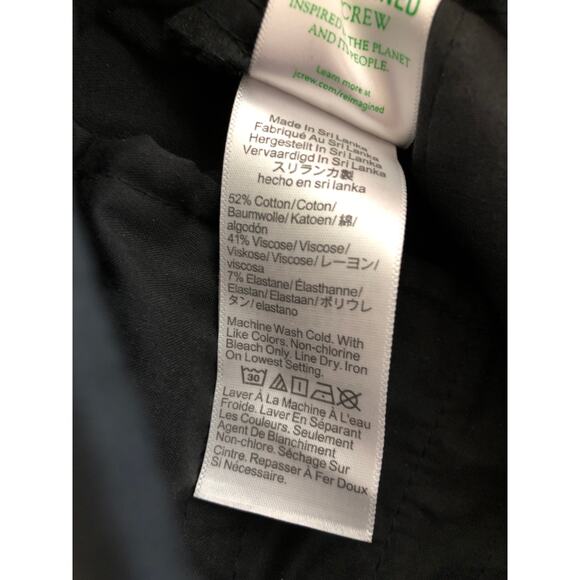 CREW
INSPIRED THE PLANET
AND PEOPLE.
Learn more at
jcrew.com/reimagined
Made In Sri Lanka
Fabriqué Au Sri Lanka
Hergestellt In Sri Lanka
Vervaardigd In Sri Lanka
スリランカ製
hecho en sri lanka
52% Cotton/Coton/
Baumwolle/Katoen/綿/
algodón
41% Viscose/Viscose/
Viskose/Viscose/レーヨン/
viscosa
7% Elastane/Élasthanne/
Elastan/Elastaan/ポリウレ
タン/elastano
Machine Wash Cold. With
Like Colors. Non-chlorine
Bleach Only. Line Dry. Iron
On Lowest Setting.
30
Laver À La Machine À L'eau
Froide. Laver En Séparant
Les Couleurs. Seulement
Agent De Blanchiment
Non-chlore. Séchage Sur
Cintre. Repasser À Fer Doux
Si Nécessaire.